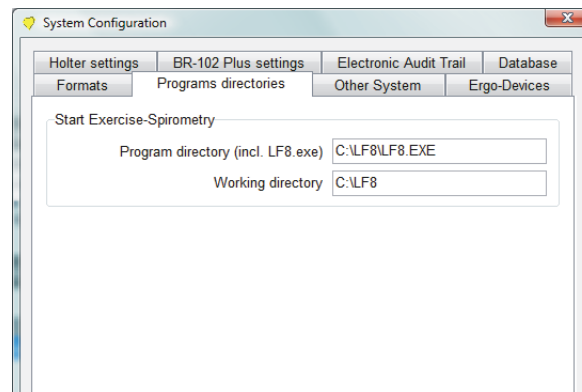 System Configuration
Holter settings BR-102 Plus settings Electronic Audit Trail Database
Formats Programs directories Other System Ergo-Devices
Start Exercise-Spirometry
Program directory (incl. LF8.exe) C:\LF8\LF8.EXE
Working directory C:\LF8